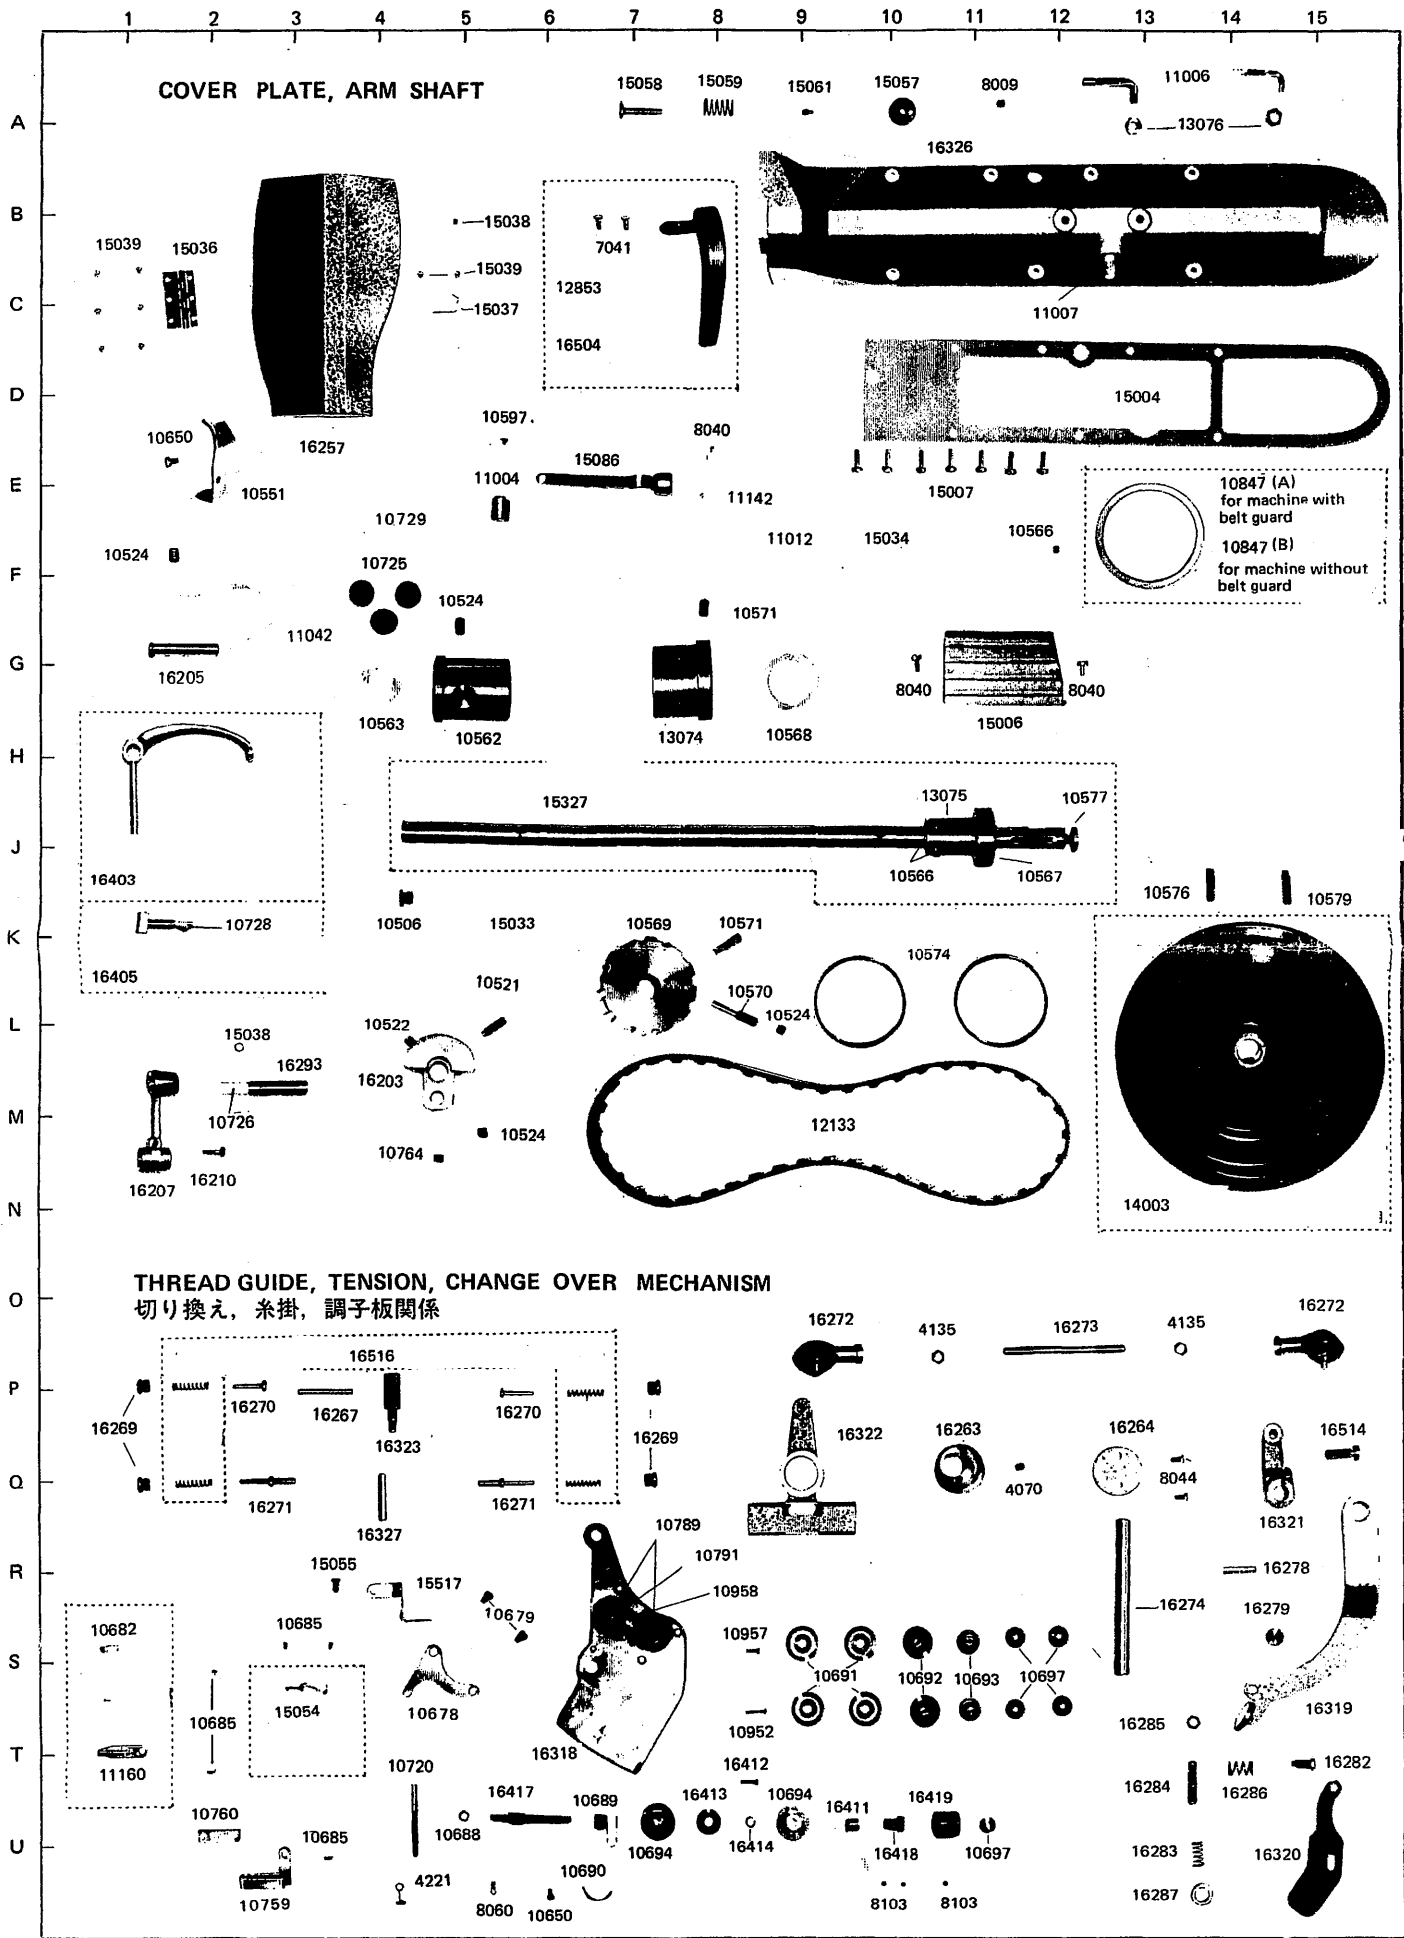 1 2 3 4 5 6 7 8 9 10 11 12 13 14 15
COVER PLATE, ARM SHAFT
15058 15059 15061 15057 8009 11006
A
13076
16326
B
15038
7041
15039 15036
15039
12853
C
15037
11007
16504
D
15004
10597
10650 16257 8040
15086
11004
E
10551 11142 15007
10847 (A)
for machine with
belt guard
10729
10524 11012 15034 10566
10847 (B)
for machine without
belt guard
F
10725
10524 10571
11042
G
16205 8040 8040
10563 10562 13074 10568 15006
H
15327 13075 10577
J
16403 10566 10567
10576 10579
10728 10506 15033 10569 10571
K
16405 10574
10521 10570
L
15038 10522 10524
16293 16203
M
10726 12133
10524
10764
16207 16210
14003
N
THREAD GUIDE, TENSION, CHANGE OVER MECHANISM
O
切り換え, 糸掛, 調子板関係
16272 4135 16273 4135 16272
16516
P
16269 16270 16267 16270 16269
16323
16322 16263 16264 16514
Q
16271 16271 4070 8044
16327 16321
10789
15055 10791
R
15517 10958 16278
10679 16274 16279
10682 10685 10957
S
10691 10692 10693 10697
15054 10685 10678 16319
10952 16285
T
11160 16318 16412 16282
10720 16284 16286
16417 10689 16413 10694 16411 16419
10760
10685 10688 10694 16414 16418 10697
U
16283 16320
4221 10690
10759 8060 10650 8103 8103 16287